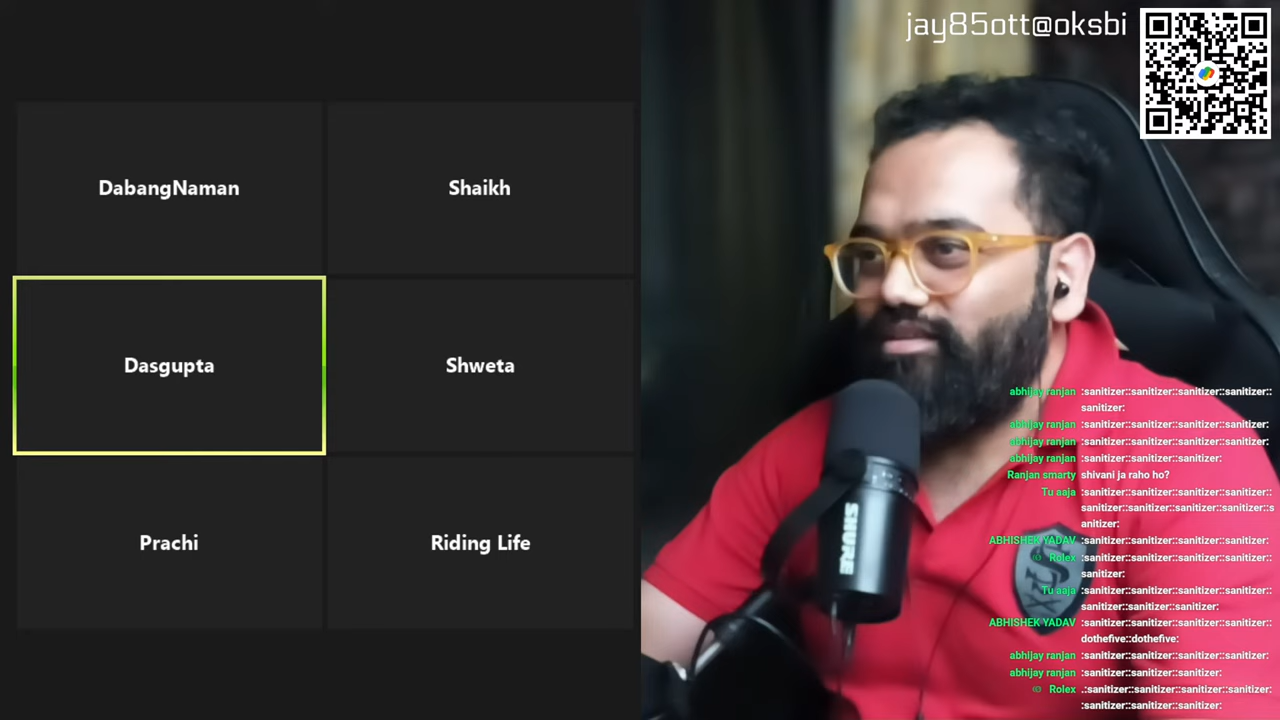 jay85ott@oksbi
DabangNaman
Shaikh
Dasgupta
Shweta
Prachi
Riding Life
SHURE
abhijay ranjan :sanitizer::sanitizer::sanitizer::sanitizer::
sanitizer:
abhijay ranjan :sanitizer::sanitizer::sanitizer::sanitizer:
abhijay ranjan :sanitizer::sanitizer::sanitizer::sanitizer:
abhijay ranjan :sanitizer::sanitizer::sanitizer:
Ranjan smarty shivani ja raho ho?
Tu aaja :sanitizer::sanitizer::sanitizer::sanitizer::
sanitizer::sanitizer::sanitizer::sanitizer::s
anitizer:
ABHISHEK YADAV :sanitizer::sanitizer::sanitizer::sanitizer:
Rolex :sanitizer::sanitizer::sanitizer::sanitizer::
sanitizer:
Tu aaja :sanitizer::sanitizer::sanitizer::sanitizer::
sanitizer::sanitizer::sanitizer:
ABHISHEK YADAV :sanitizer::sanitizer::sanitizer::sanitizer::
dothefive::dothefive:
abhijay ranjan :sanitizer::sanitizer::sanitizer::sanitizer:
abhijay ranjan :sanitizer::sanitizer::sanitizer:
Rolex .:sanitizer::sanitizer::sanitizer::sanitizer:
:sanitizer::sanitizer::sanitizer: